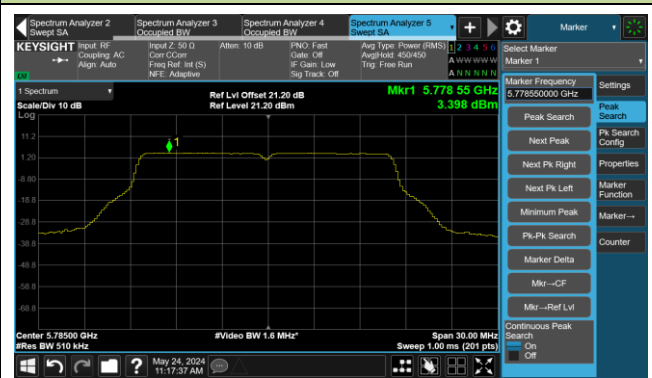 Spectrum Analyzer 2
Swept SA
Spectrum Analyzer 3
Occupied BW
Spectrum Analyzer 4
Occupied BW
Spectrum Analyzer 5
Swept SA
Marker
KEYSIGHT
Input: RF
Coupling: AC
Align: Auto
Input Z: 50 Ω
Corr CCorr
Freq Ref: Int (S)
NFE: Adaptive
Atten: 10 dB
PNO: Fast
Gate: Off
IF Gain: Low
Sig Track: Off
Avg Type: Power (RMS)
Avg|Hold: 450/450
Trig: Free Run
1 2 3 4 5 6
A W W W W W
A N N N N N
LXI
Select Marker
Marker 1
1 Spectrum
Scale/Div 10 dB
Log
Ref Lvl Offset 21.20 dB
Ref Level 21.20 dBm
Mkr1 5.778 55 GHz
3.398 dBm
11.2
1.20
-8.80
-18.8
-28.8
-38.8
-48.8
-58.8
-68.8
1
Center 5.78500 GHz
#Res BW 510 kHz
#Video BW 1.6 MHz*
Span 30.00 MHz
Sweep 1.00 ms (201 pts)
Marker Frequency
5.778550000 GHz
Peak Search
Next Peak
Next Pk Right
Next Pk Left
Minimum Peak
Pk-Pk Search
Marker Delta
Mkr→CF
Mkr→Ref Lvl
Continuous Peak
Search
On
Off
Settings
Peak
Search
Pk Search
Config
Properties
Marker
Function
Marker→
Counter
May 24, 2024
11:17:37 AM